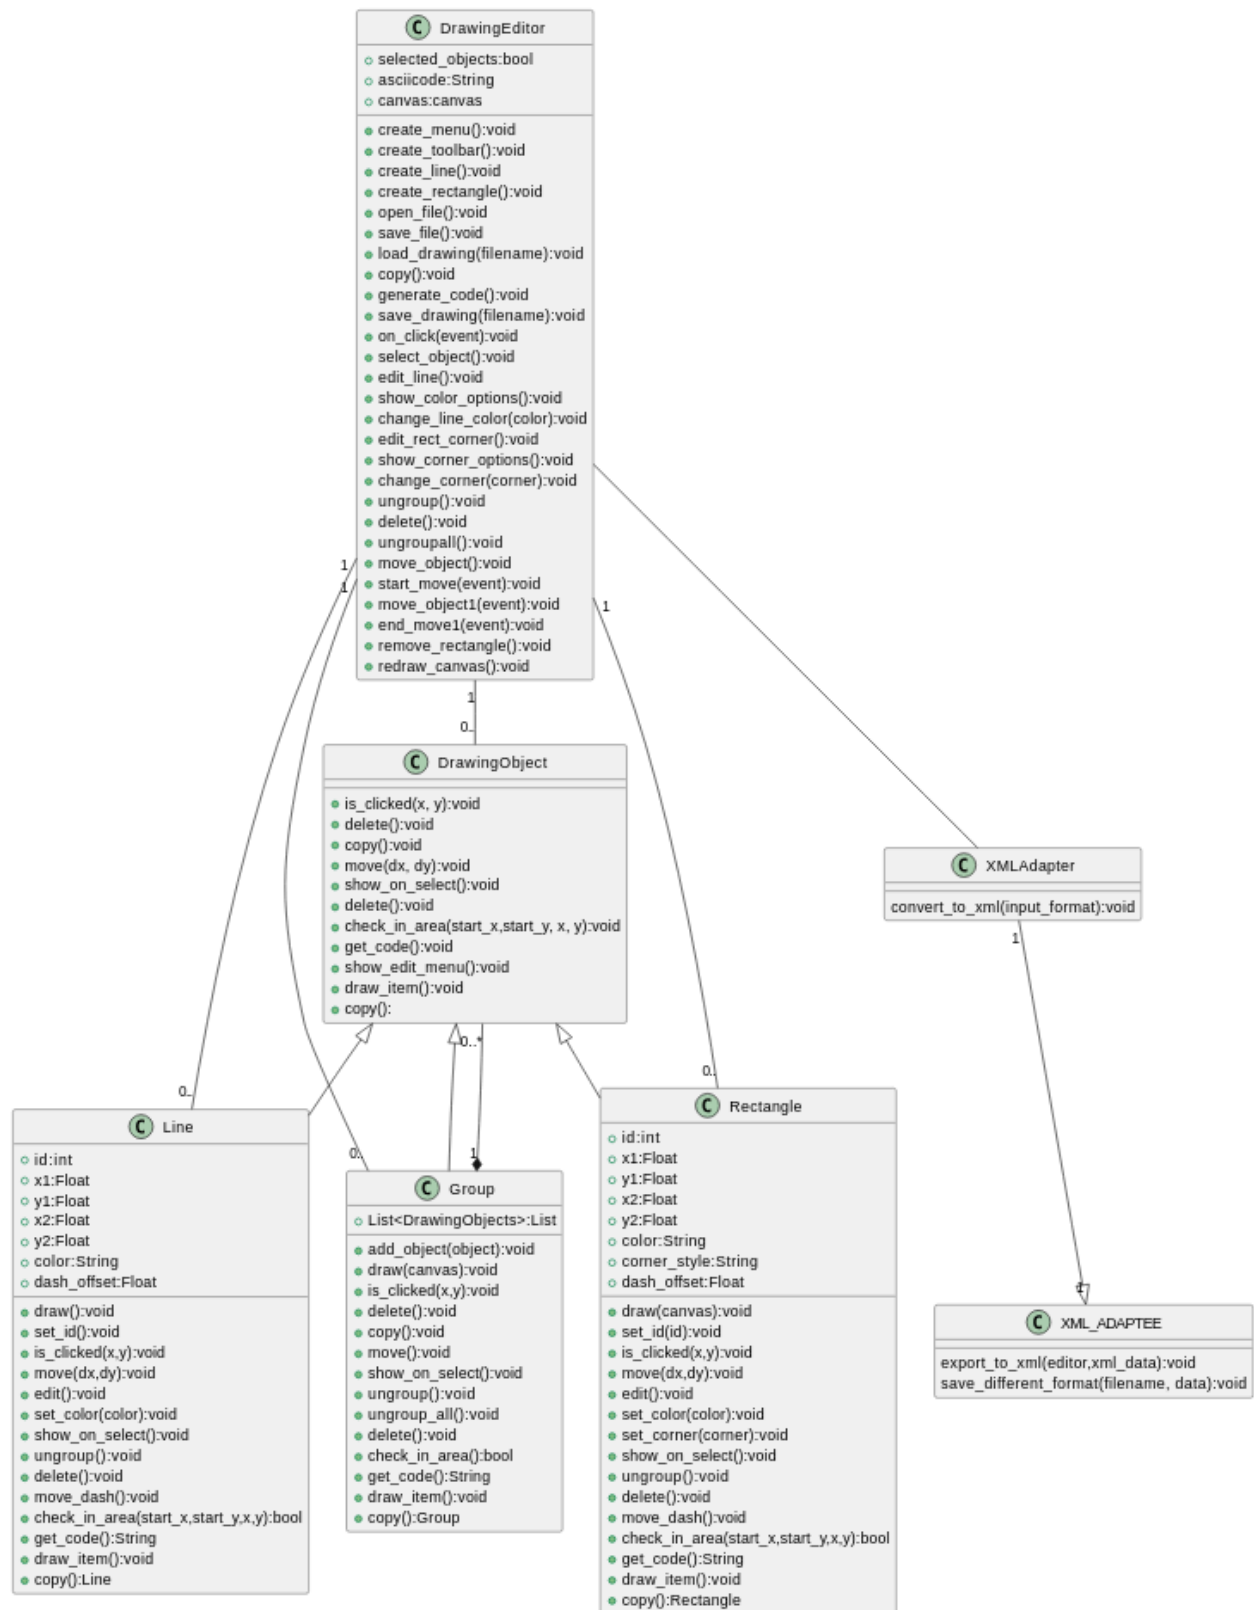 C DrawingEditor
selected_objects:bool
asciicode:String
canvas:canvas
create_menu():void
create_toolbar():void
create_line():void
create_rectangle():void
open_file():void
save_file():void
load_drawing(filename):void
copy():void
generate_code():void
save_drawing(filename):void
on_click(event):void
select_object():void
edit_line():void
show_color_options():void
change_line_color(color):void
edit_rect_corner():void
show_corner_options():void
change_corner(corner):void
ungroup():void
delete():void
ungroupall():void
move_object():void
start_move(event):void
move_object1(event):void
end_move1(event):void
remove_rectangle():void
redraw_canvas():void
1
1
1
1
0..
C DrawingObject
is_clicked(x, y):void
delete():void
copy():void
move(dx, dy):void
show_on_select():void
delete():void
check_in_area(start_x,start_y, x, y):void
get_code():void
show_edit_menu():void
draw_item():void
copy():
C XMLAdapter
convert_to_xml(input_format):void
1
0..*
0..
0..
0..
1
1
C Line
id:int
x1:Float
y1:Float
x2:Float
y2:Float
color:String
dash_offset:Float
draw():void
set_id():void
is_clicked(x,y):void
move(dx,dy):void
edit():void
set_color(color):void
show_on_select():void
ungroup():void
delete():void
move_dash():void
check_in_area(start_x,start_y,x,y):bool
get_code():String
draw_item():void
copy():Line
C Group
List<DrawingObjects>:List
add_object(object):void
draw(canvas):void
is_clicked(x,y):void
delete():void
copy():void
move():void
show_on_select():void
ungroup():void
ungroup_all():void
delete():void
check_in_area():bool
get_code():String
draw_item():void
copy():Group
C Rectangle
id:int
x1:Float
y1:Float
x2:Float
y2:Float
color:String
corner_style:String
dash_offset:Float
draw(canvas):void
set_id(id):void
is_clicked(x,y):void
move(dx,dy):void
edit():void
set_color(color):void
set_corner(corner):void
show_on_select():void
ungroup():void
delete():void
move_dash():void
check_in_area(start_x,start_y,x,y):bool
get_code():String
draw_item():void
copy():Rectangle
C XML_ADAPTEE
export_to_xml(editor,xml_data):void
save_different_format(filename, data):void